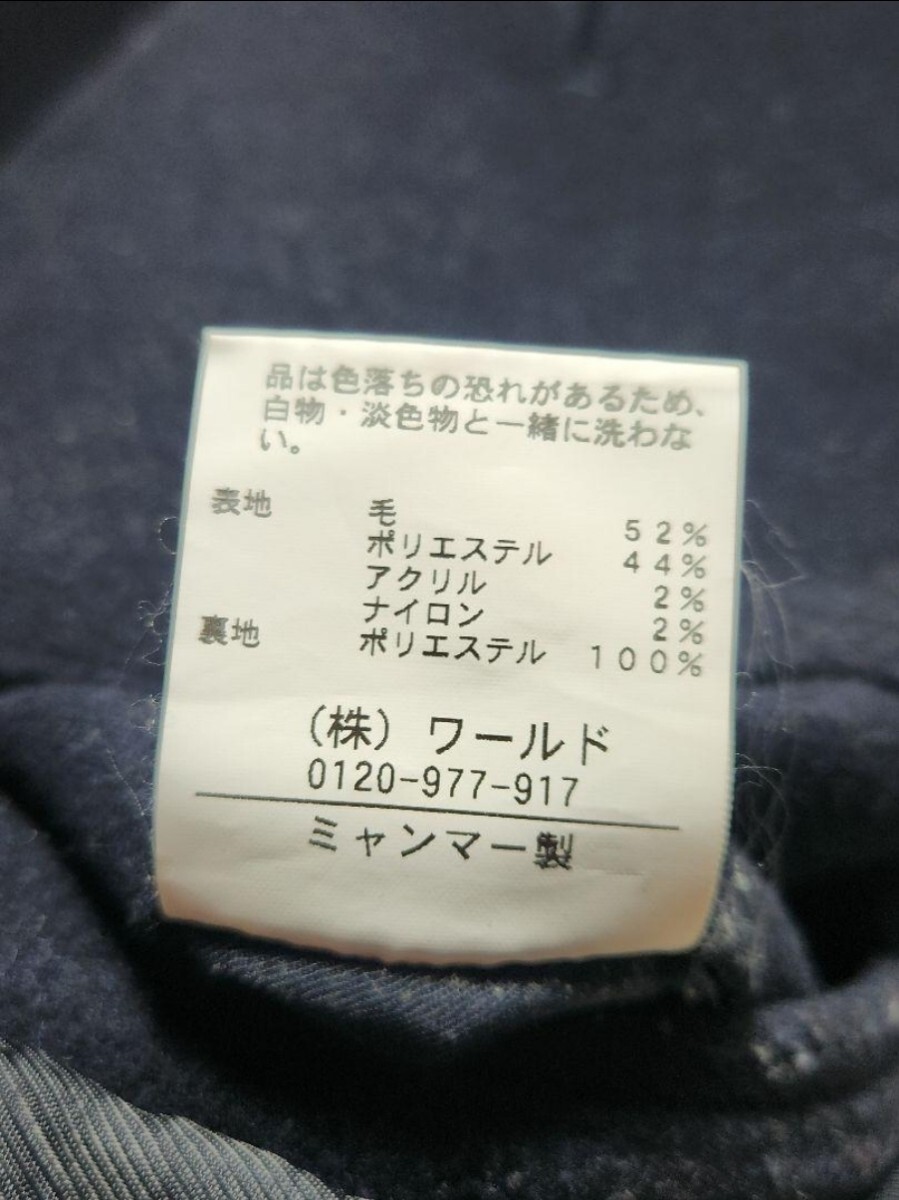 品は色落ちの恐れがあるため、
白物・淡色物と一緒に洗わな
い。
表地 毛 52%
ポリエステル 44%
アクリル 2%
ナイロン 2%
裏地 ポリエステル 100%
(株) ワールド
0120-977-917
ミャンマー製